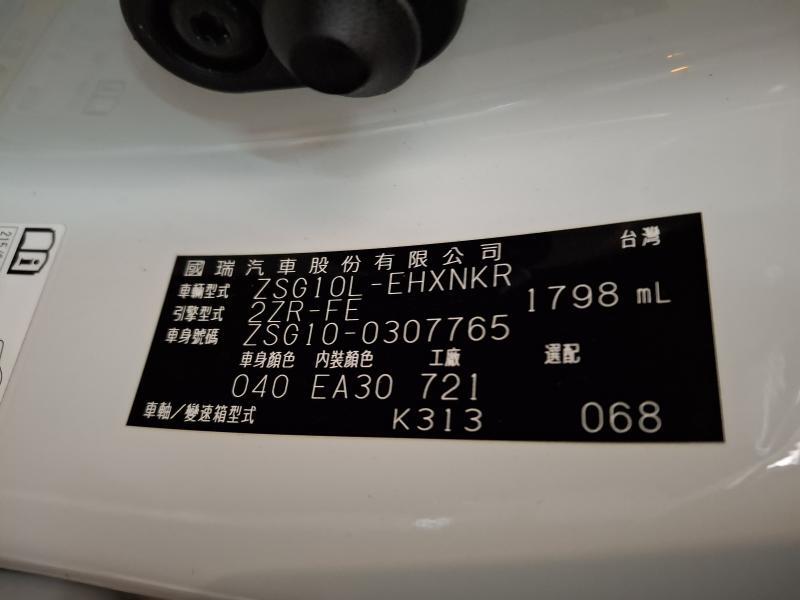 國瑞汽車股份有限公司 台灣
車輛型式 ZSG10L-EHXNKR
引擎型式 2ZR-FE 1798 mL
車身號碼 ZSG10-0307765
車身顏色 內裝顏色 工廠 選配
040 EA30 721
車軸/變速箱型式 K313 068